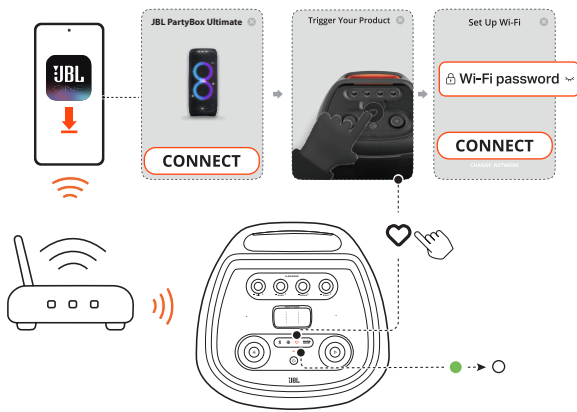 JBL PartyBox Ultimate
CONNECT
Trigger Your Product
Set Up Wi-Fi
Wi-Fi password
CONNECT
CHANGE NETWORK
JBL
ONE
JBL